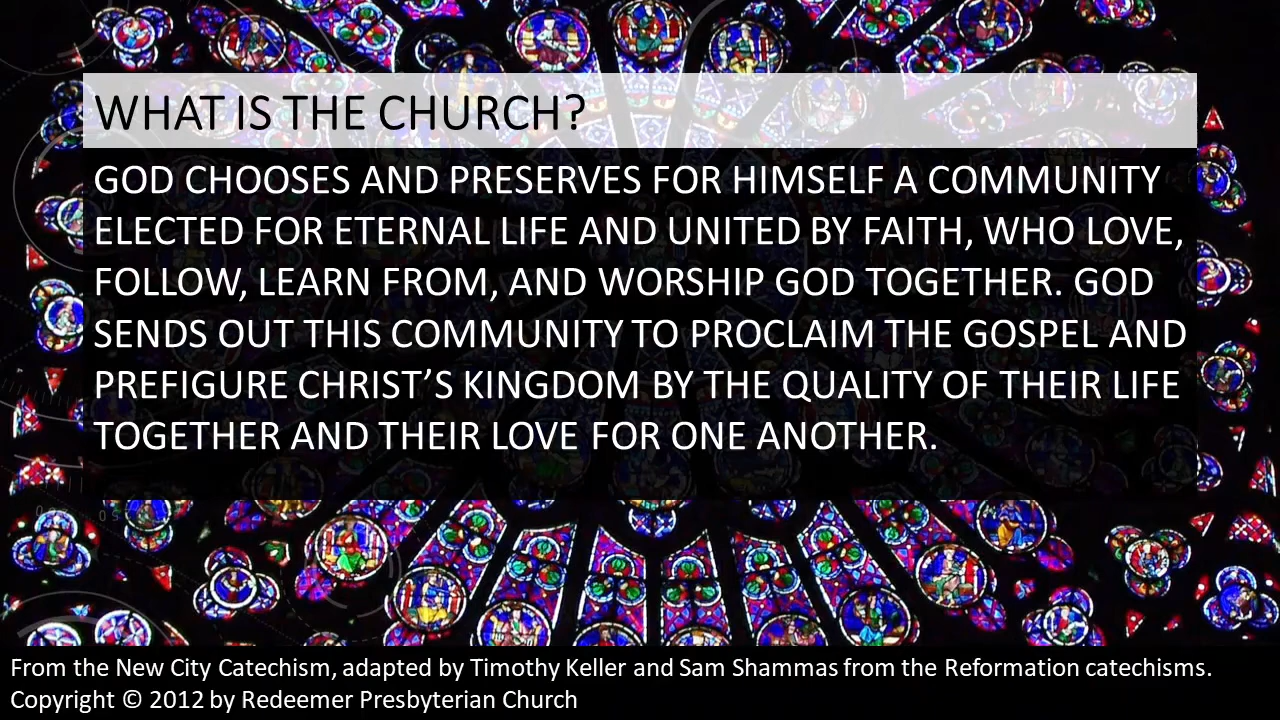 WHAT IS THE CHURCH?
GOD CHOOSES AND PRESERVES FOR HIMSELF A COMMUNITY
ELECTED FOR ETERNAL LIFE AND UNITED BY FAITH, WHO LOVE,
FOLLOW, LEARN FROM, AND WORSHIP GOD TOGETHER. GOD
SENDS OUT THIS COMMUNITY TO PROCLAIM THE GOSPEL AND
PREFIGURE CHRIST’S KINGDOM BY THE QUALITY OF THEIR LIFE
TOGETHER AND THEIR LOVE FOR ONE ANOTHER.
From the New City Catechism, adapted by Timothy Keller and Sam Shammas from the Reformation catechisms.
Copyright © 2012 by Redeemer Presbyterian Church